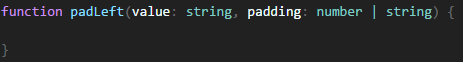 function padLeft(value: string, padding: number | string) {
}